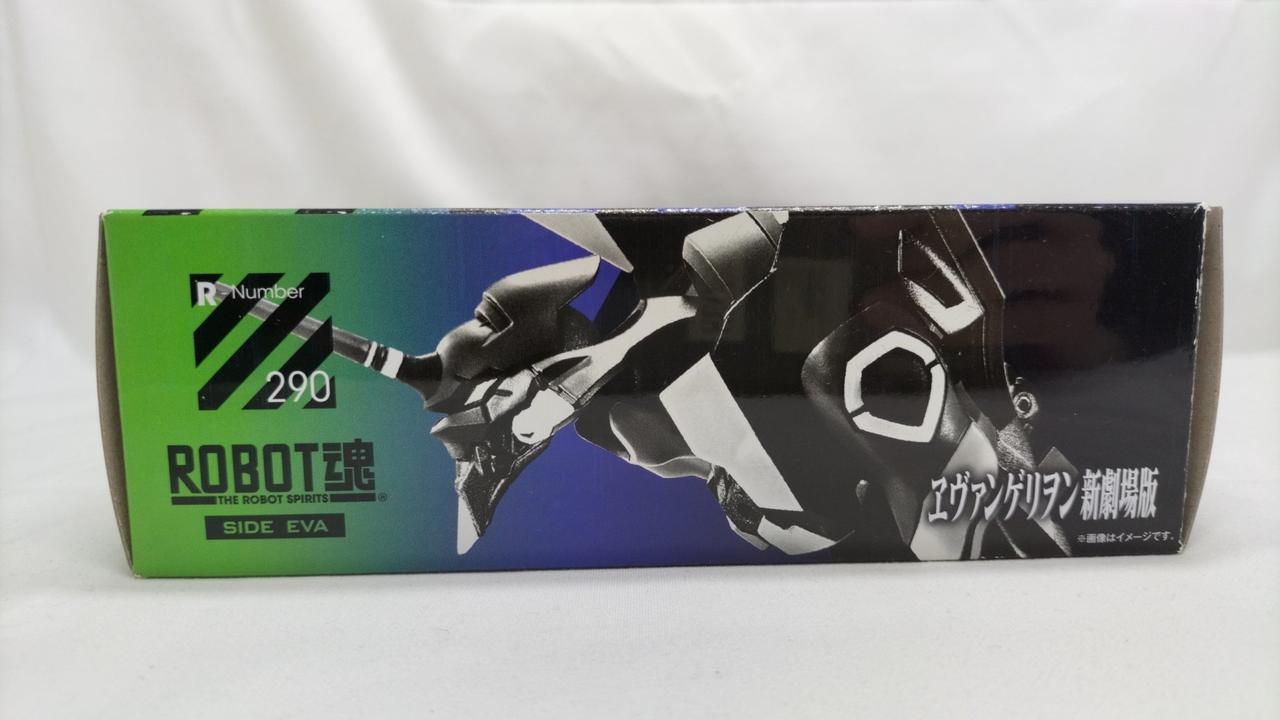 R-Number
290
ROBOT魂
THE ROBOT SPIRITS ®
SIDE EVA
ヱヴァンゲリヲン新劇場版
※画像はイメージです。